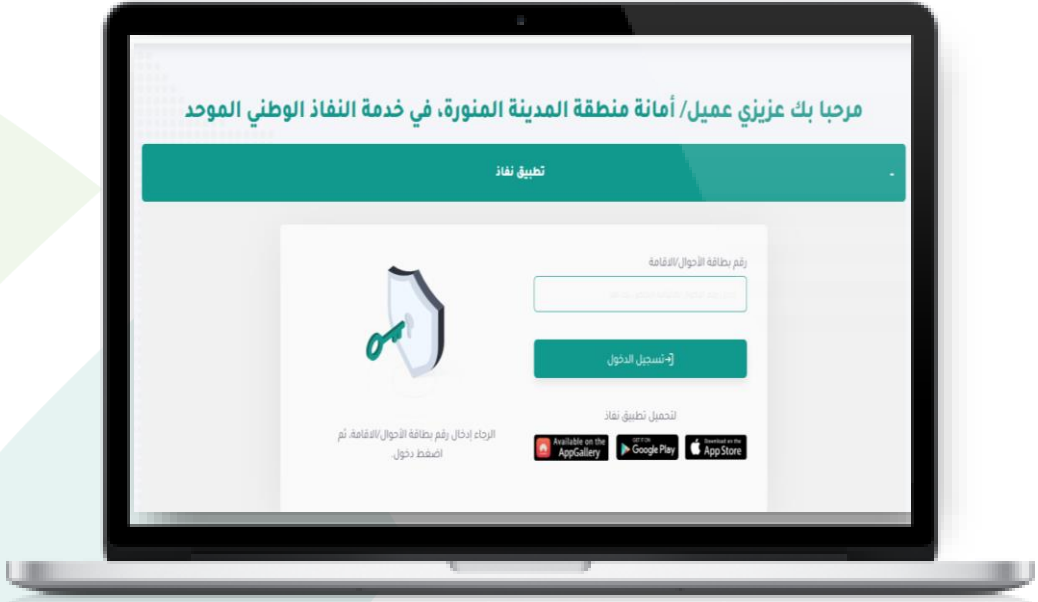 مرحبا بك عزيزي عميل/ أمانة منطقة المدينة المنورة، في خدمة النفاذ الوطني الموحد
تطبيق نفاذ
-
رقم بطاقة الأحوال/الاقامة
تسجيل الدخول
لتحميل تطبيق نفاذ
Download on the
App Store
GET IT ON
Google Play
Available on the
AppGallery
الرجاء إدخال رقم بطاقة الأحوال/الاقامة، ثم
اضغط دخول.